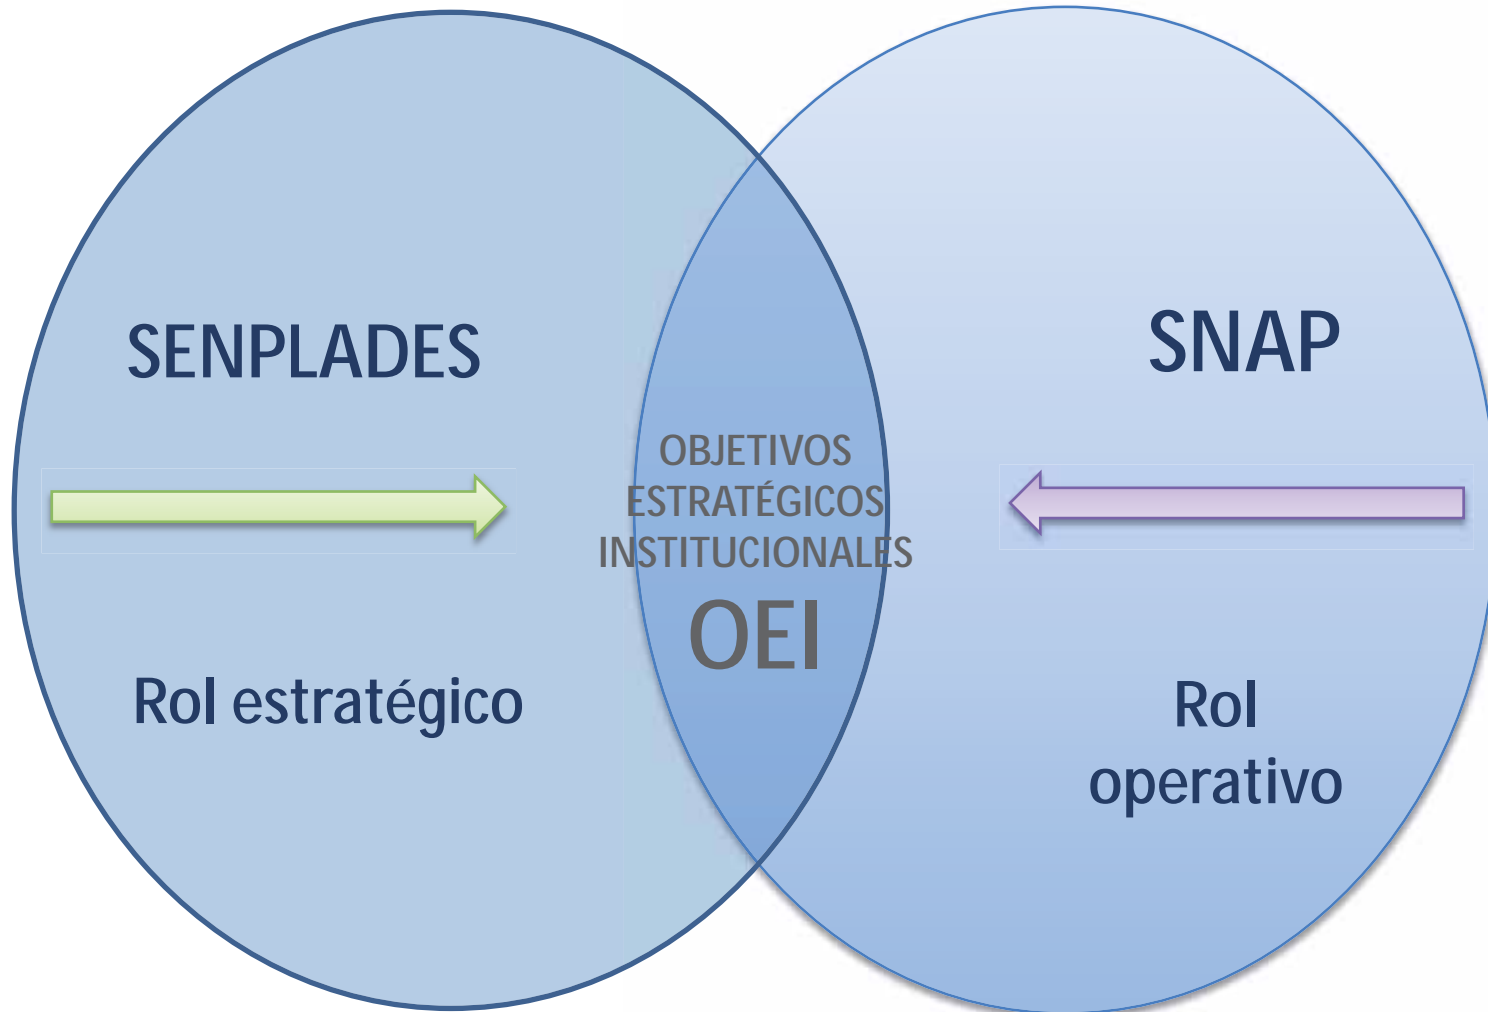 SENPLADES
Rol estratégico
OBJETIVOS
ESTRATÉGICOS
INSTITUCIONALES
OEI
SNAP
Rol
operativo